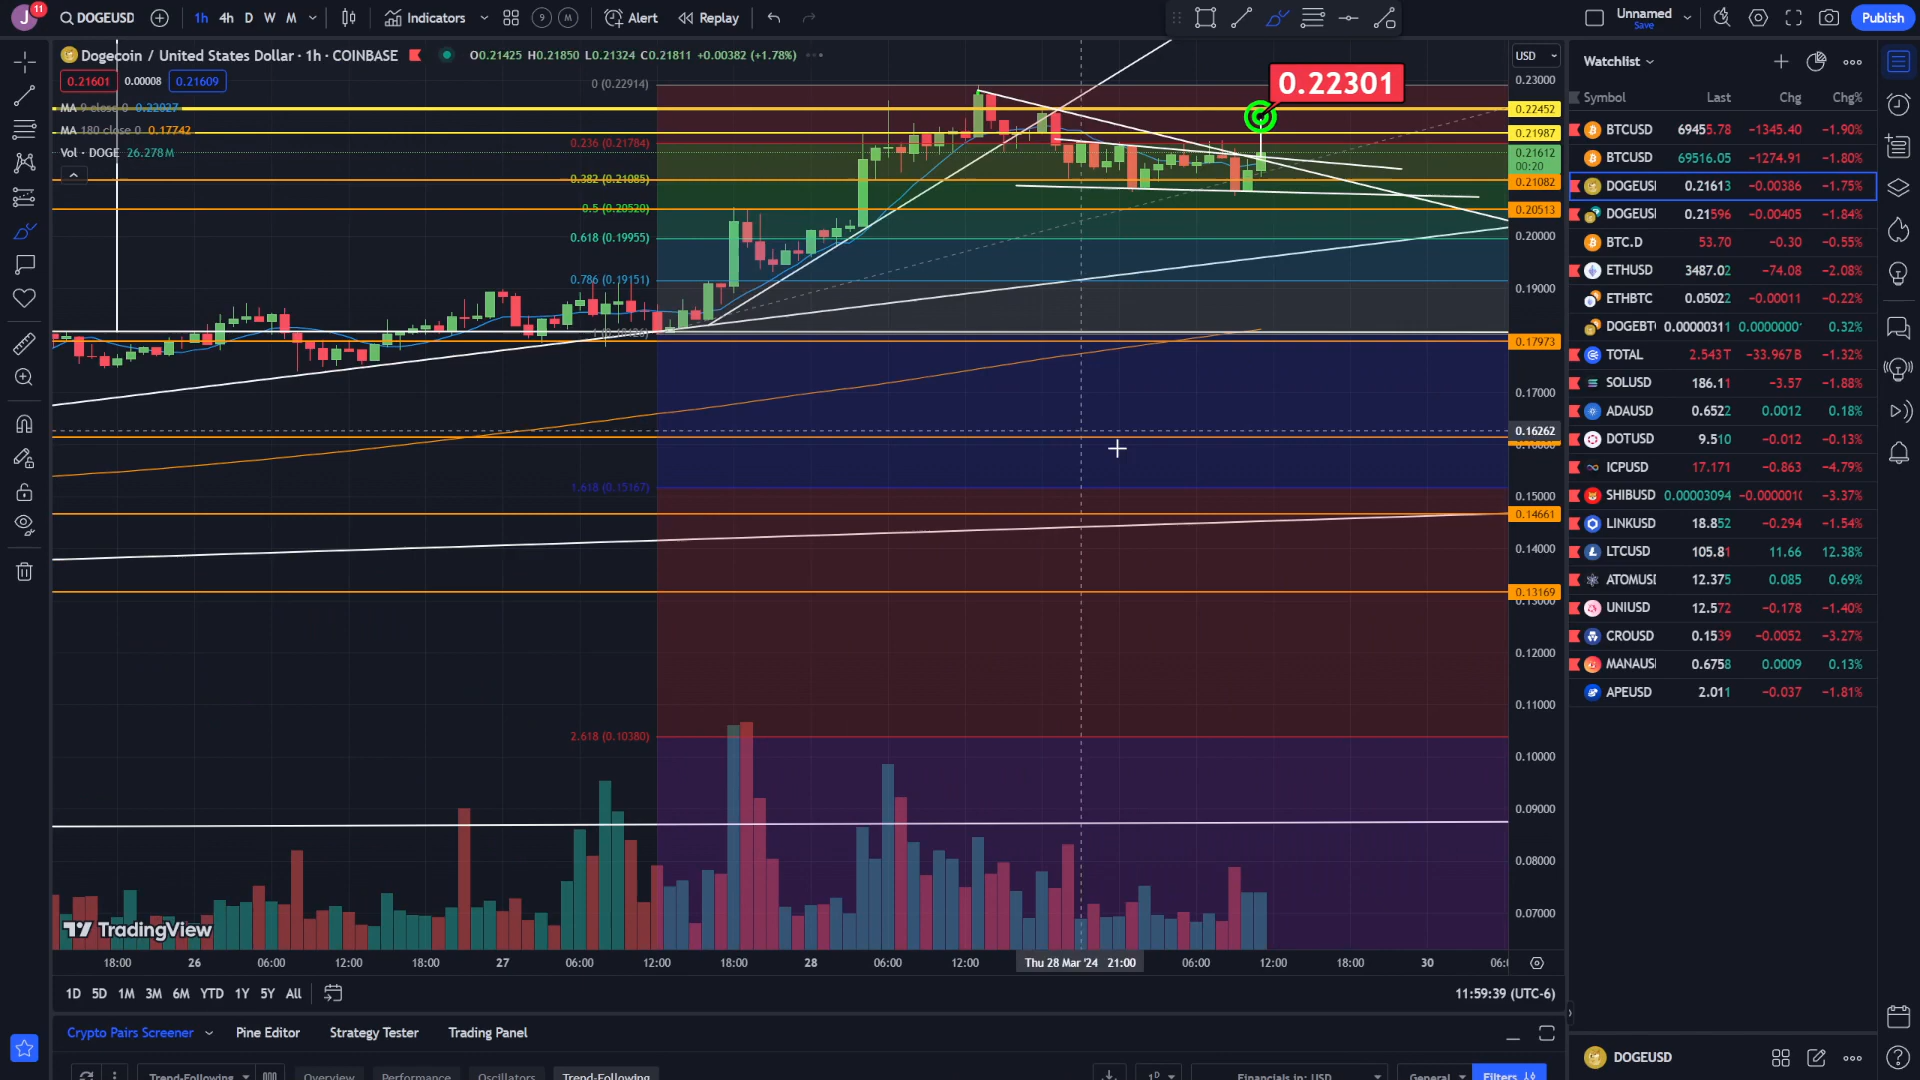 J 11 DOGEUSD 1h 4h D W M Indicators 9 M Alert Replay Unnamed Save Publish
Dogecoin / United States Dollar · 1h · COINBASE O0.21425 H0.21850 L0.21324 C0.21811 +0.00382 (+1.78%)
0.21601 0.00008 0.21609
MA 9 close 0 0.22027
MA 180 close 0 0.17742
Vol · DOGE 26.278M
0 (0.22914)
0.236 (0.21784)
0.382 (0.21085)
0.5 (0.20520)
0.618 (0.19955)
0.786 (0.19151)
1.618 (0.15167)
2.618 (0.10380)
0.22301
USD
0.23000
0.22452
0.21987
0.21612
00:20
0.21082
0.20513
0.20000
0.19000
0.17973
0.17000
0.16262
0.15000
0.14661
0.14000
0.13169
0.13000
0.12000
0.11000
0.10000
0.09000
0.08000
0.07000
TradingView
18:00 26 06:00 12:00 18:00 27 06:00 12:00 18:00 28 06:00 12:00 Thu 28 Mar '24 21:00 06:00 12:00 18:00 30
1D 5D 1M 3M 6M YTD 1Y 5Y All 11:59:39 (UTC-6)
Crypto Pairs Screener Pine Editor Strategy Tester Trading Panel
Trend-Following Overview Performance Oscillators Trend-Following 1D Financials in: USD General Filters
Watchlist
Symbol Last Chg Chg%
BTCUSD 69455.78 −1345.40 −1.90%
BTCUSD 69516.05 −1274.91 −1.80%
DOGEUSI 0.21613 −0.00386 −1.75%
DOGEUSI 0.21596 −0.00405 −1.84%
BTC.D 53.70 −0.30 −0.55%
ETHUSD 3487.02 −74.08 −2.08%
ETHBTC 0.05022 −0.00011 −0.22%
DOGEBT 0.00000311 0.0000000 0.32%
TOTAL 2.543T −33.967B −1.32%
SOLUSD 186.11 −3.57 −1.88%
ADAUSD 0.6522 0.0012 0.18%
DOTUSD 9.510 −0.012 −0.13%
ICPUSD 17.171 −0.863 −4.79%
SHIBUSD 0.00003094 −0.0000010 −3.37%
LINKUSD 18.852 −0.294 −1.54%
LTCUSD 105.81 11.66 12.38%
ATOMUSI 12.375 0.085 0.69%
UNIUSD 12.572 −0.178 −1.40%
CROUSD 0.1539 −0.0052 −3.27%
MANAUSI 0.6758 0.0009 0.13%
APEUSD 2.011 −0.037 −1.81%
DOGEUSD